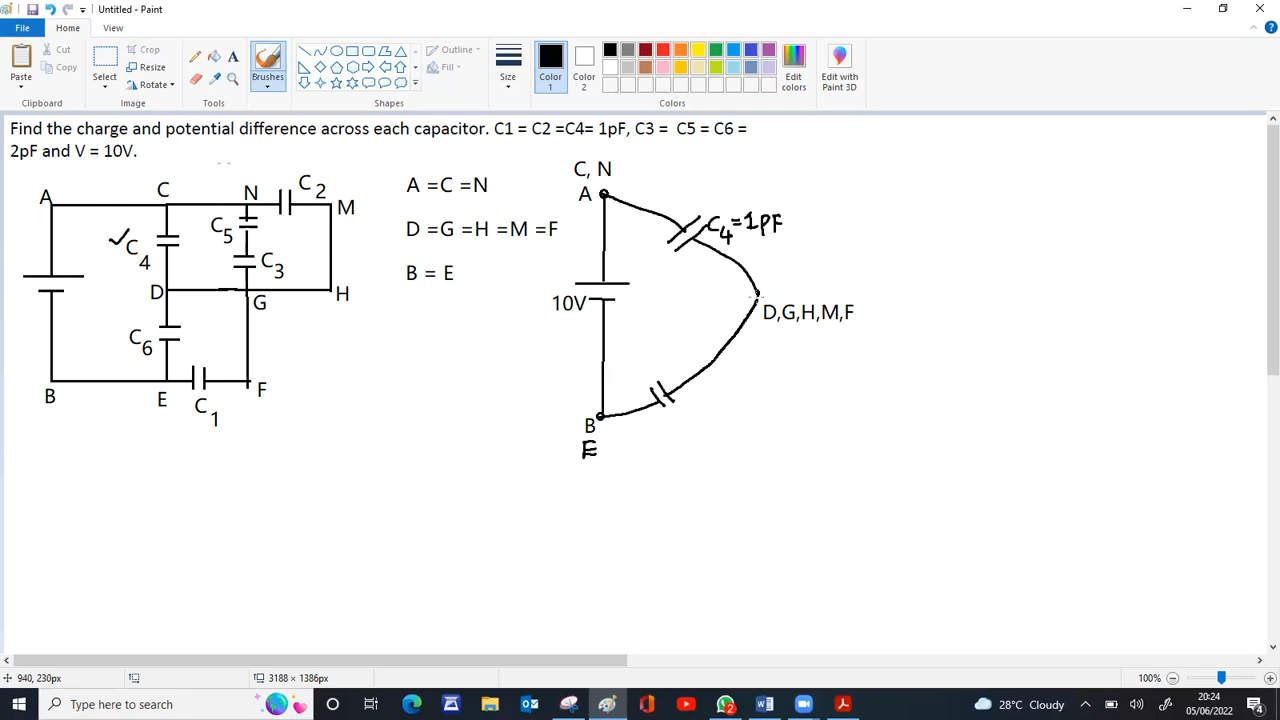 Untitled - Paint
File
Home
View
Paste
Cut
Copy
Clipboard
Select
Crop
Resize
Rotate
Image
Tools
Brushes
Shapes
Outline
Fill
Size
Color 1
Color 2
Edit colors
Colors
Edit with Paint 3D
Find the charge and potential difference across each capacitor. C1 = C2 =C4= 1pF, C3 = C5 = C6 =
2pF and V = 10V.
A
C
N
C2
M
C5
C4
C3
D
G
H
C6
B
E
C1
F
A =C =N
D =G =H =M =F
B = E
C, N
A
C4=1PF
10V
D,G,H,M,F
B
E
940, 230px
3188 × 1386px
100%
Type here to search
2
28°C Cloudy
20:24
05/06/2022
4